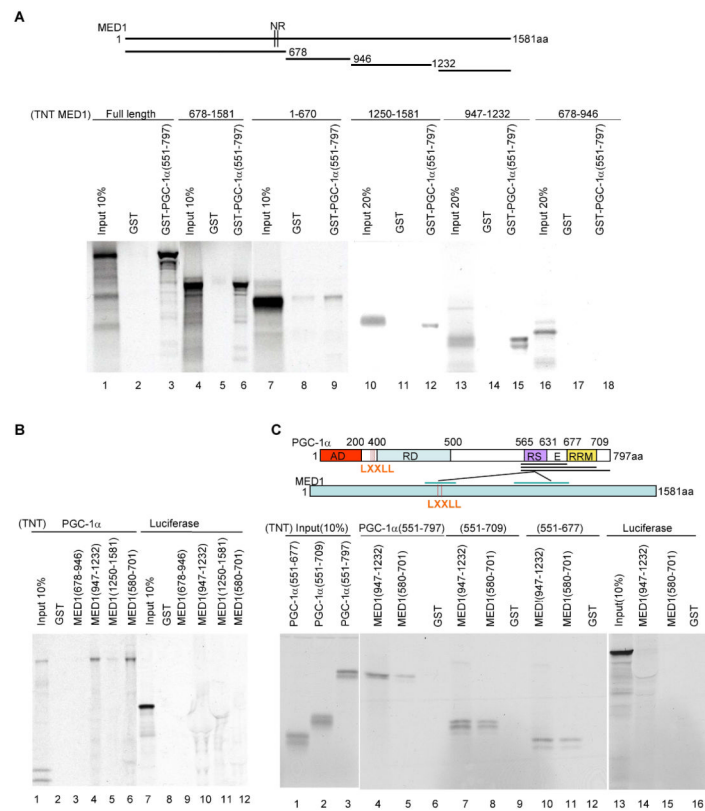 A
NR
MED1
1 1581aa
678
946
1232
(TNT MED1) Full length 678-1581 1-670 1250-1581 947-1232 678-946
Input 10%
GST
GST-PGC-1α(551-797)
Input 10%
GST
GST-PGC-1α(551-797)
Input 10%
GST
GST-PGC-1α(551-797)
Input 20%
GST
GST-PGC-1α(551-797)
Input 20%
GST
GST-PGC-1α(551-797)
Input 20%
GST
GST-PGC-1α(551-797)
1 2 3 4 5 6 7 8 9 10 11 12 13 14 15 16 17 18
B
(TNT) PGC-1α Luciferase
Input 10%
GST
MED1(678-946)
MED1(947-1232)
MED1(1250-1581)
MED1(580-701)
Input 10%
GST
MED1(678-946)
MED1(947-1232)
MED1(1250-1581)
MED1(580-701)
1 2 3 4 5 6 7 8 9 10 11 12
C
PGC-1α 200 400 500 565 631 677 709
1 AD RD RS E RRM 797aa
LXXLL
MED1
1 1581aa
LXXLL
(TNT) Input(10%) PGC-1α(551-797) (551-709) (551-677) Luciferase
PGC-1α(551-677)
PGC-1α(551-709)
PGC-1α(551-797)
MED1(947-1232)
MED1(580-701)
GST
MED1(947-1232)
MED1(580-701)
GST
MED(947-1232)
MED1(580-701)
GST
Input(10%)
MED1(947-1232)
MED1(580-701)
GST
1 2 3 4 5 6 7 8 9 10 11 12 13 14 15 16